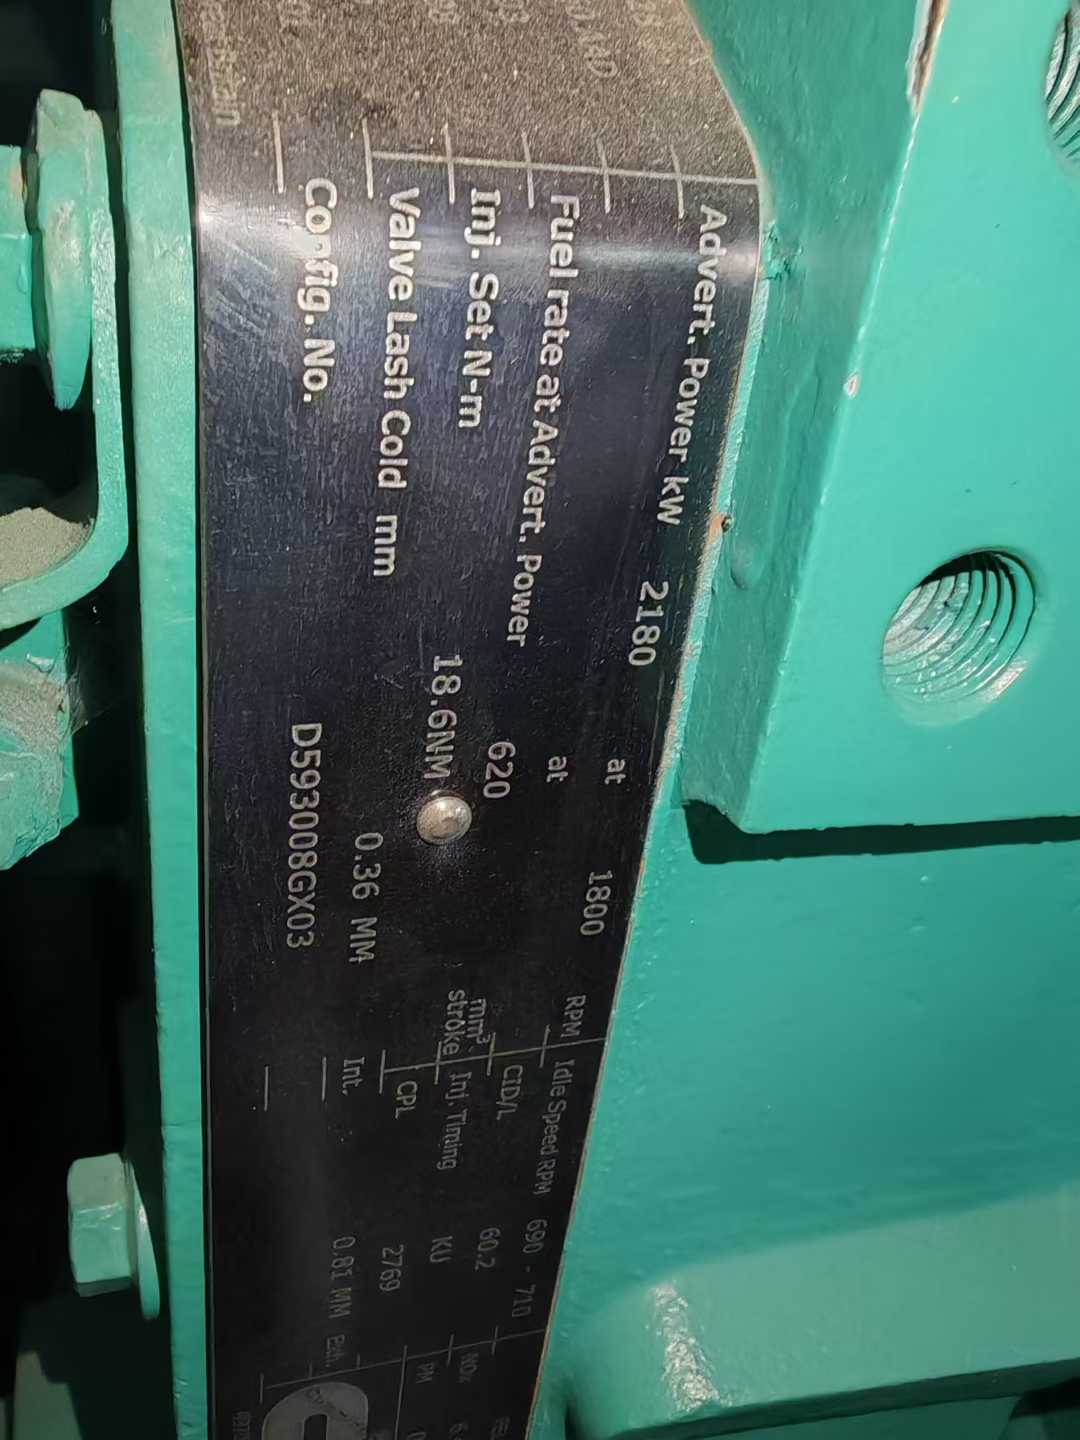 Advert. Power kW 2180 at 1800 RPM Idle Speed RPM 690 - 710
at
Fuel rate at Advert. Power 620 mm³ stroke CID/L 60.2
NOx
Inj. Set N-m 18.6NM Inj. Timing KU PM
CPL 2769
Valve Lash Cold mm 0.36 MM Int. 0.81 MM Exh.
Config. No. D593008GX03